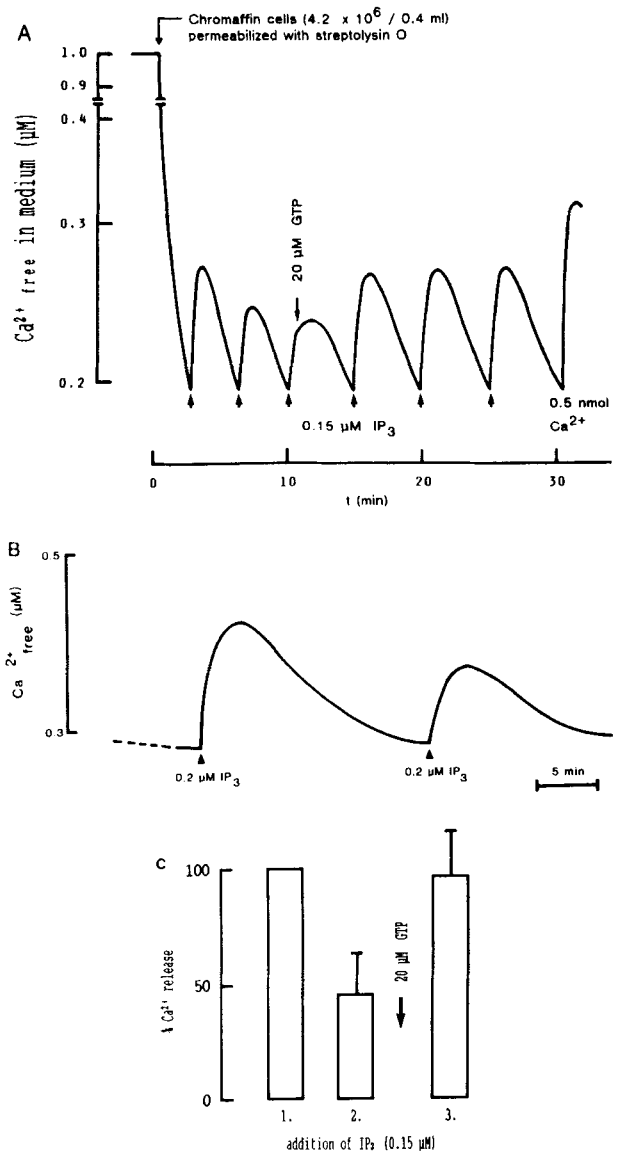 A
Chromaffin cells (4.2 x 10⁶ / 0.4 ml)
permeabilized with streptolysin O
1.0
0.9
0.4
0.3
0.2
Ca²⁺ free in medium (µM)
20 µM GTP
0.15 µM IP₃
0.5 nmol
Ca²⁺
0
10
20
30
t (min)
B
0.5
0.3
Ca²⁺ free (µM)
0.2 µM IP₃
0.2 µM IP₃
5 min
C
100
50
0
% Ca²⁺ release
20 µM GTP
1.
2.
3.
addition of IP₃ (0.15 µM)